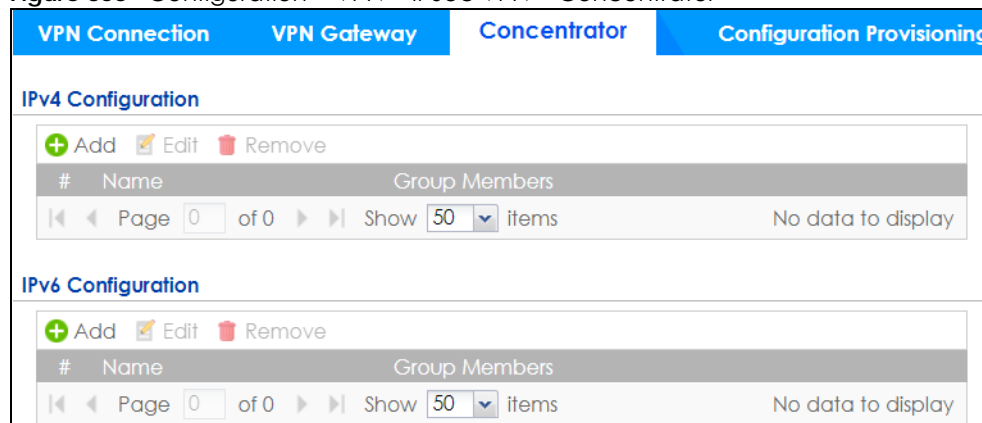 VPN Connection VPN Gateway Concentrator Configuration Provisioning
IPv4 Configuration
Add Edit Remove
# Name Group Members
Page 0 of 0 Show 50 items No data to display
IPv6 Configuration
Add Edit Remove
# Name Group Members
Page 0 of 0 Show 50 items No data to display